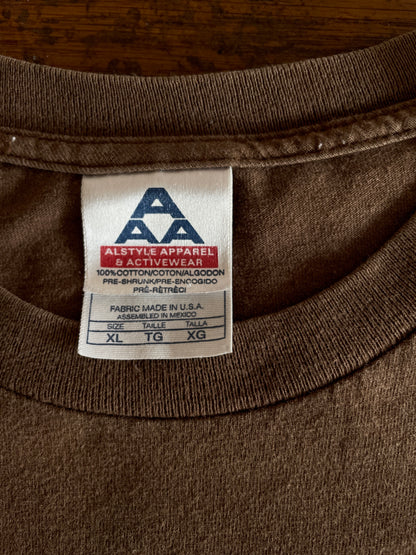 A
AAA
ALSTYLE APPAREL
& ACTIVEWEAR
100%COTTON/COTON/ALGODON
PRE-SHRUNK/PRE-ENCOGIDO
PRÉ-RÉTRÉCI
FABRIC MADE IN U.S.A.
ASSEMBLED IN MEXICO
SIZE TAILLE TALLA
XL TG XG